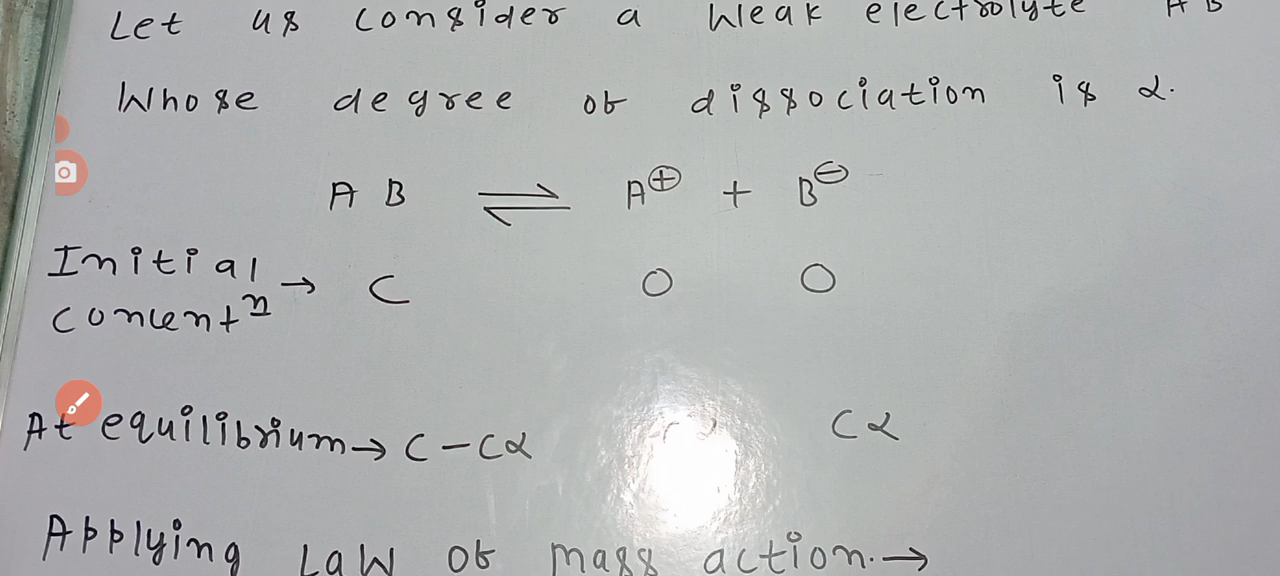 Let us consider a weak electrolyte AB
Whose degree of dissociation is α.
AB ⇌ A⊕ + B⊖
Initial
concentⁿ → C 0 0
At equilibrium → C - Cα Cα
Applying Law of mass action. →